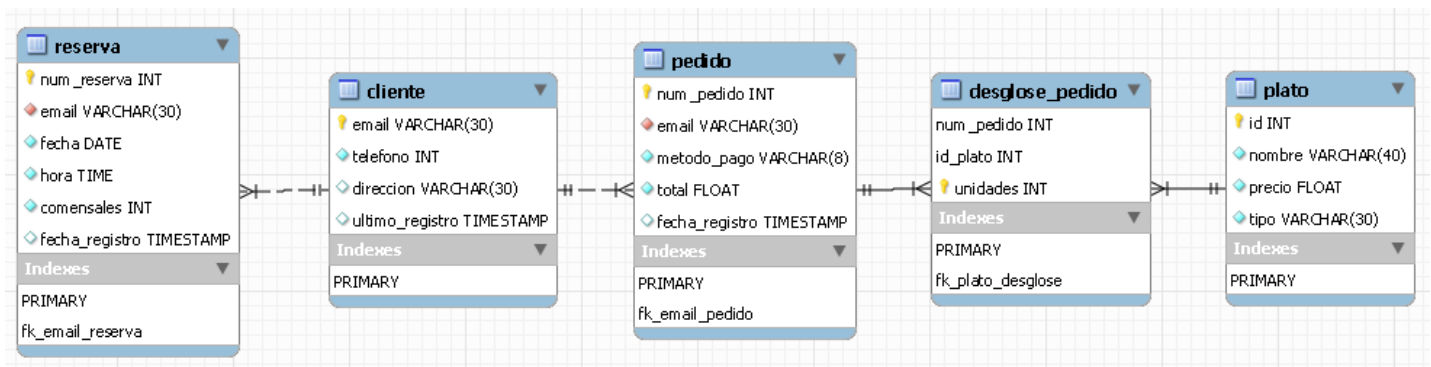 reserva
num_reserva INT
email VARCHAR(30)
fecha DATE
hora TIME
comensales INT
fecha_registro TIMESTAMP
Indexes
PRIMARY
fk_email_reserva
cliente
email VARCHAR(30)
telefono INT
direccion VARCHAR(30)
ultimo_registro TIMESTAMP
Indexes
PRIMARY
pedido
num_pedido INT
email VARCHAR(30)
metodo_pago VARCHAR(8)
total FLOAT
fecha_registro TIMESTAMP
Indexes
PRIMARY
fk_email_pedido
desglose_pedido
num_pedido INT
id_plato INT
unidades INT
Indexes
PRIMARY
fk_plato_desglose
plato
id INT
nombre VARCHAR(40)
precio FLOAT
tipo VARCHAR(30)
Indexes
PRIMARY